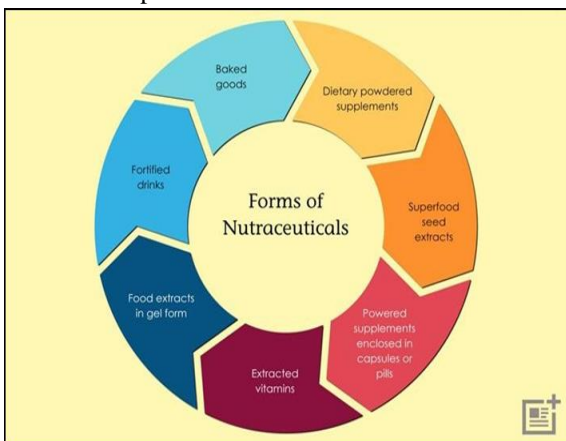 Forms of
Nutraceuticals
Baked
goods
Dietary powdered
supplements
Superfood
seed
extracts
Powered
supplements
enclosed in
capsules or
pills
Extracted
vitamins
Food extracts
in gel form
Fortified
drinks